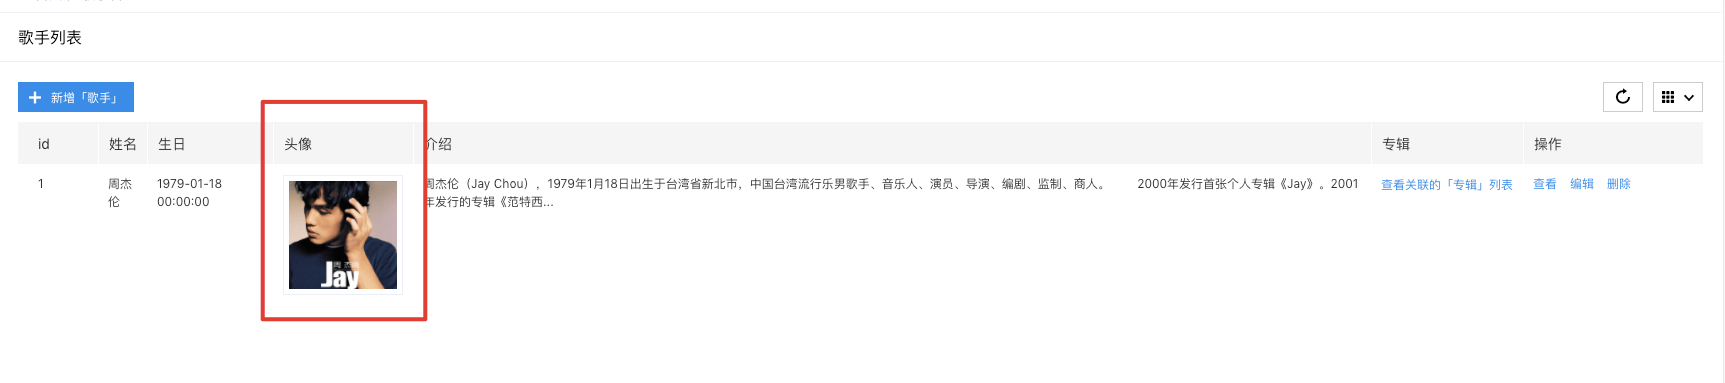 歌手列表
新增「歌手」
id 姓名 生日 头像 介绍 专辑 操作
1 周杰 1979-01-18 周杰伦（Jay Chou），1979年1月18日出生于台湾省新北市，中国台湾流行乐男歌手、音乐人、演员、导演、编剧、监制、商人。 2000年发行首张个人专辑《Jay》。2001 查看关联的「专辑」列表 查看 编辑 删除
伦 00:00:00 年发行的专辑《范特西...
周 杰
Jay